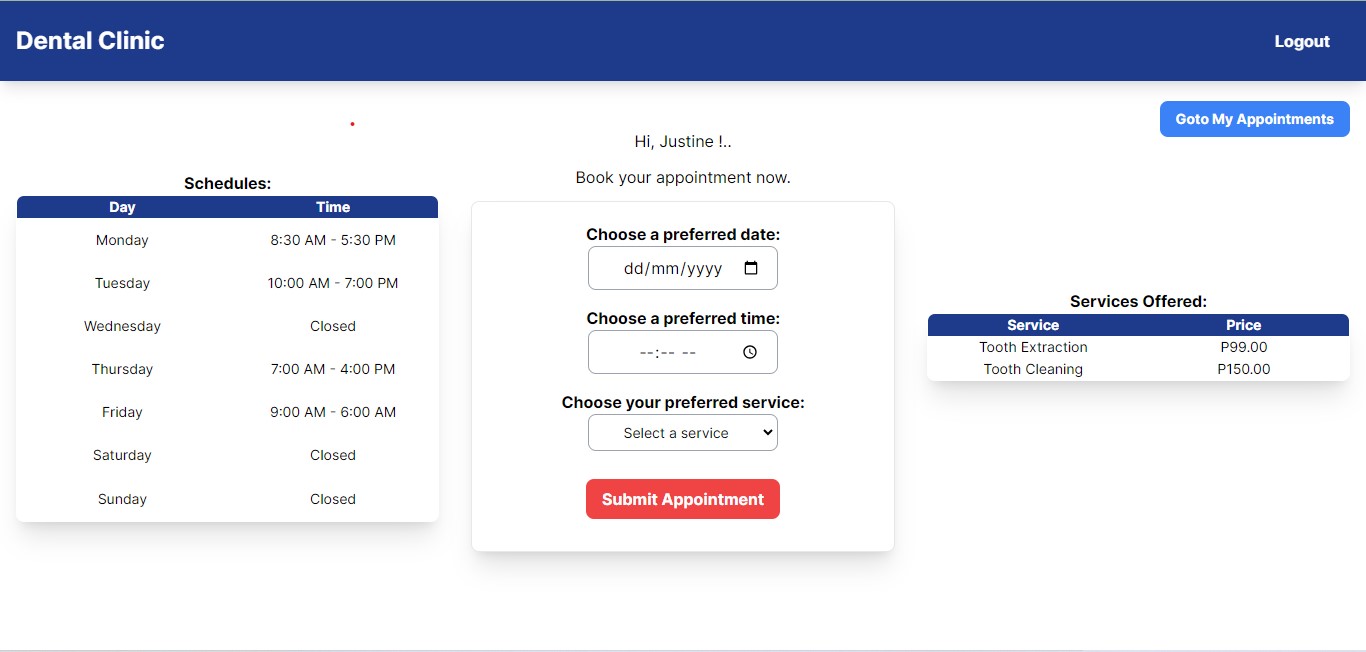 Dental Clinic
Logout
Goto My Appointments
Hi, Justine !..
Book your appointment now.
Schedules:
Day Time
Monday 8:30 AM - 5:30 PM
Tuesday 10:00 AM - 7:00 PM
Wednesday Closed
Thursday 7:00 AM - 4:00 PM
Friday 9:00 AM - 6:00 AM
Saturday Closed
Sunday Closed
Choose a preferred date:
dd/mm/yyyy
Choose a preferred time:
--:-- --
Choose your preferred service:
Select a service
Submit Appointment
Services Offered:
Service Price
Tooth Extraction P99.00
Tooth Cleaning P150.00